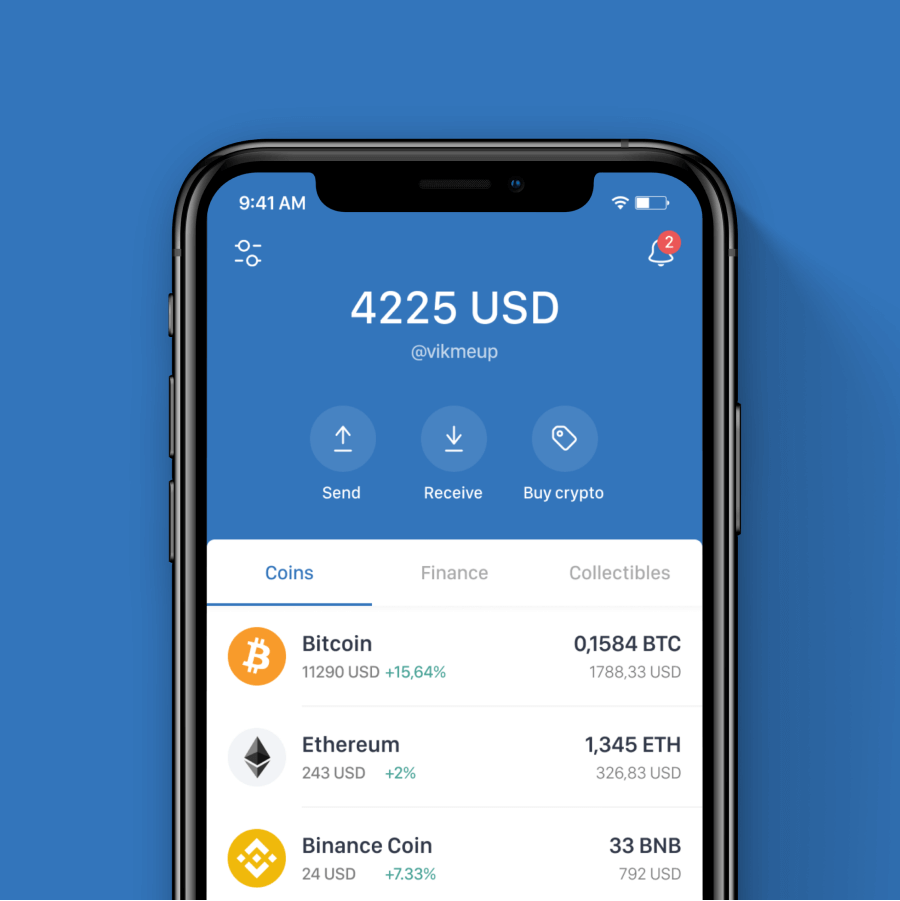 9:41 AM
2
4225 USD
@vikmeup
Send Receive Buy crypto
Coins Finance Collectibles
Bitcoin 0,1584 BTC
11290 USD +15,64% 1788,33 USD
Ethereum 1,345 ETH
243 USD +2% 326,83 USD
Binance Coin 33 BNB
24 USD +7.33% 792 USD